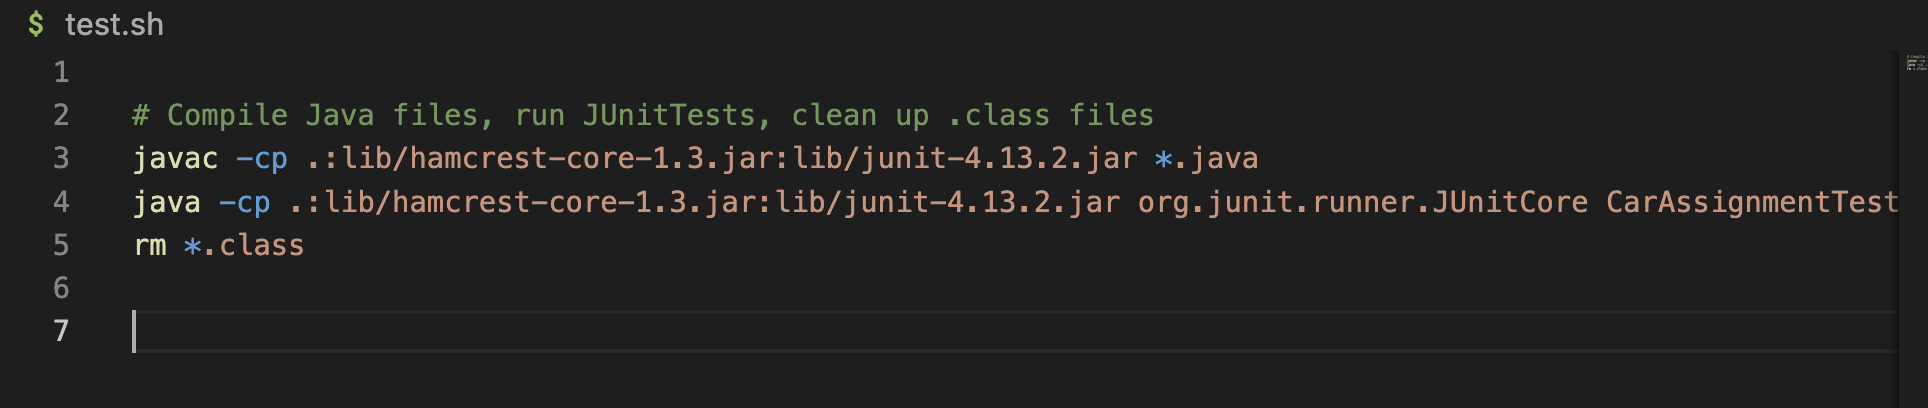 $ test.sh
1
2 # Compile Java files, run JUnitTests, clean up .class files
3 javac -cp .:lib/hamcrest-core-1.3.jar:lib/junit-4.13.2.jar *.java
4 java -cp .:lib/hamcrest-core-1.3.jar:lib/junit-4.13.2.jar org.junit.runner.JUnitCore CarAssignmentTest
5 rm *.class
6
7